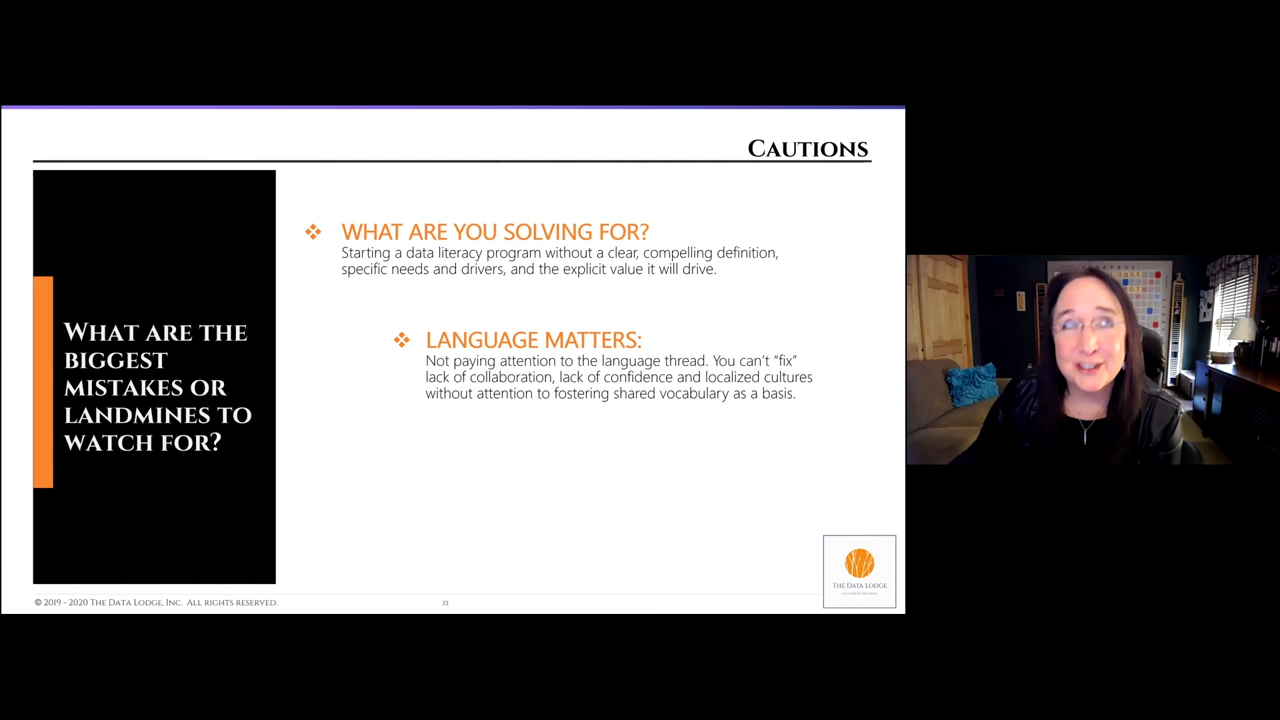 CAUTIONS
WHAT ARE THE
BIGGEST
MISTAKES OR
LANDMINES TO
WATCH FOR?
❖ WHAT ARE YOU SOLVING FOR?
Starting a data literacy program without a clear, compelling definition,
specific needs and drivers, and the explicit value it will drive.
❖ LANGUAGE MATTERS:
Not paying attention to the language thread. You can’t “fix”
lack of collaboration, lack of confidence and localized cultures
without attention to fostering shared vocabulary as a basis.
THE DATA LODGE
© 2019 - 2020 THE DATA LODGE, INC. ALL RIGHTS RESERVED.
22